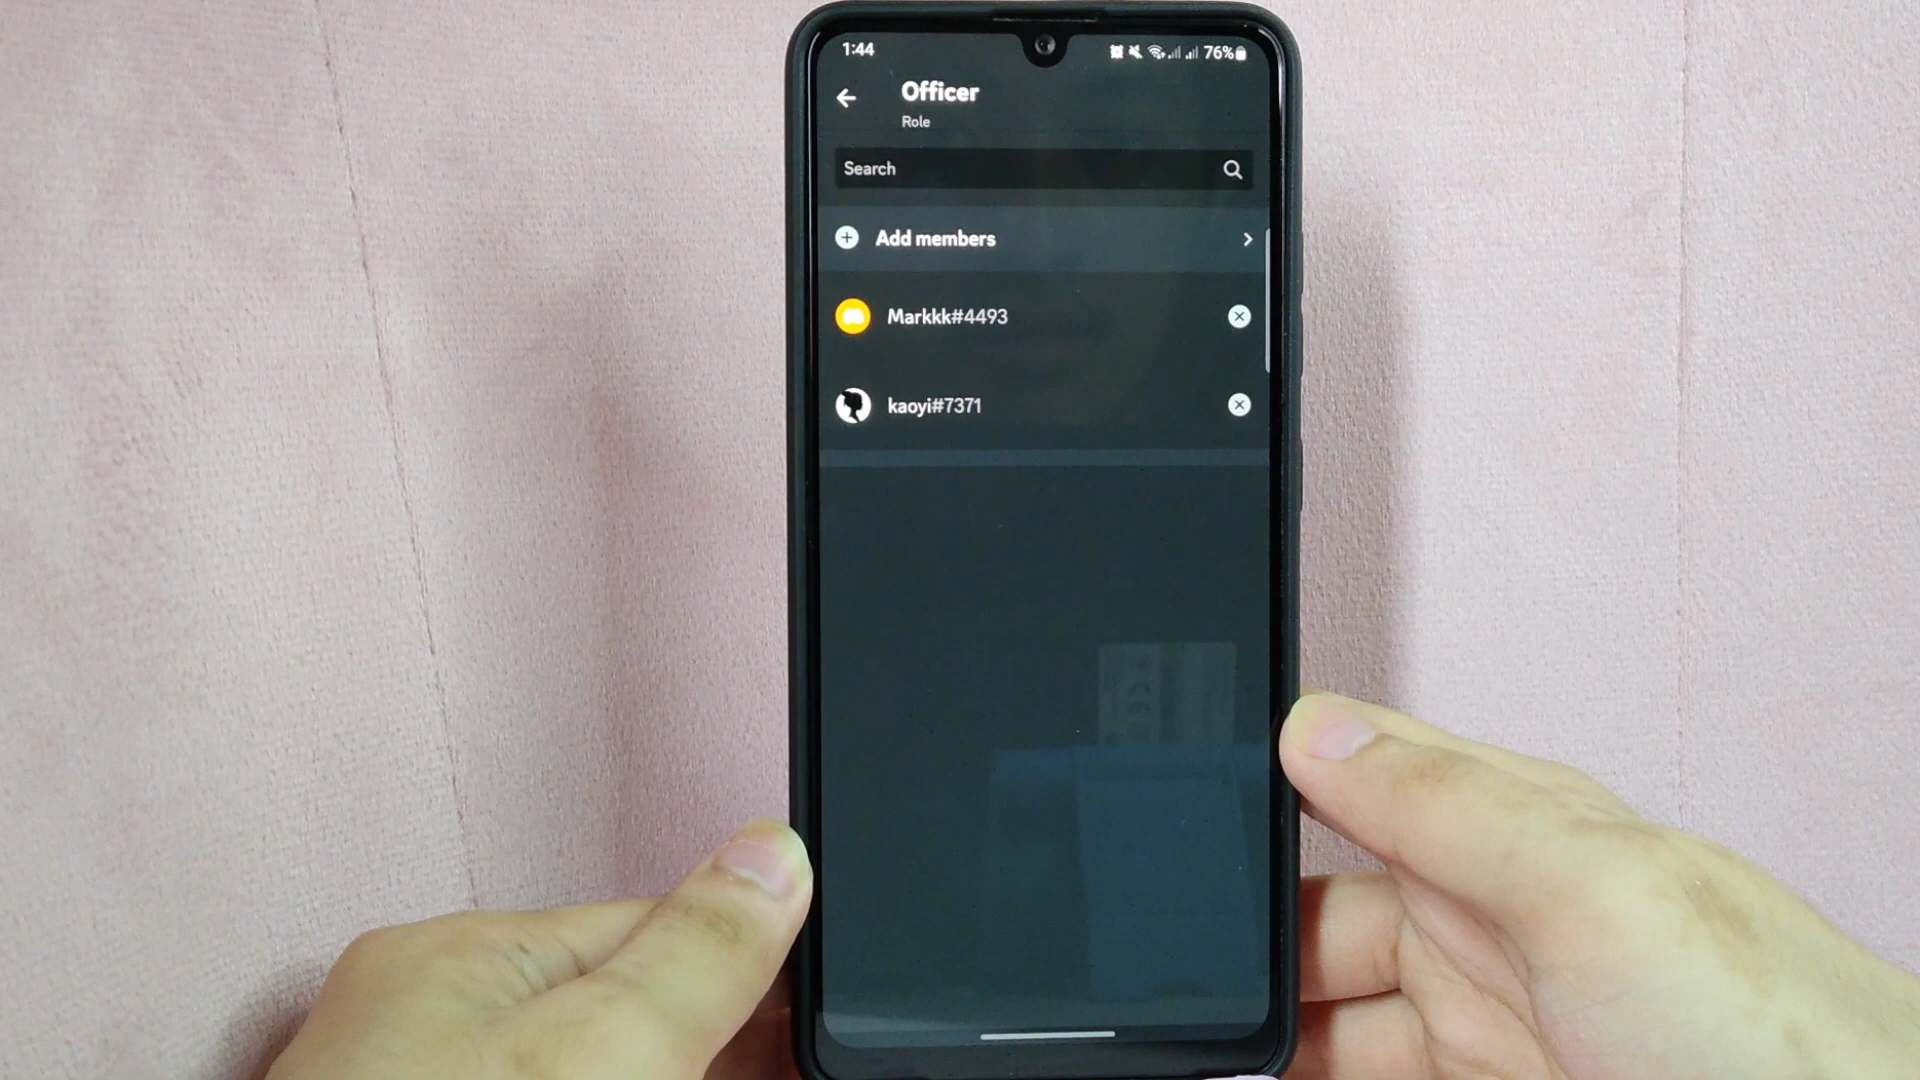 1:44
76%
Officer
Role
Search
Add members
Markkk#4493
kaoyi#7371